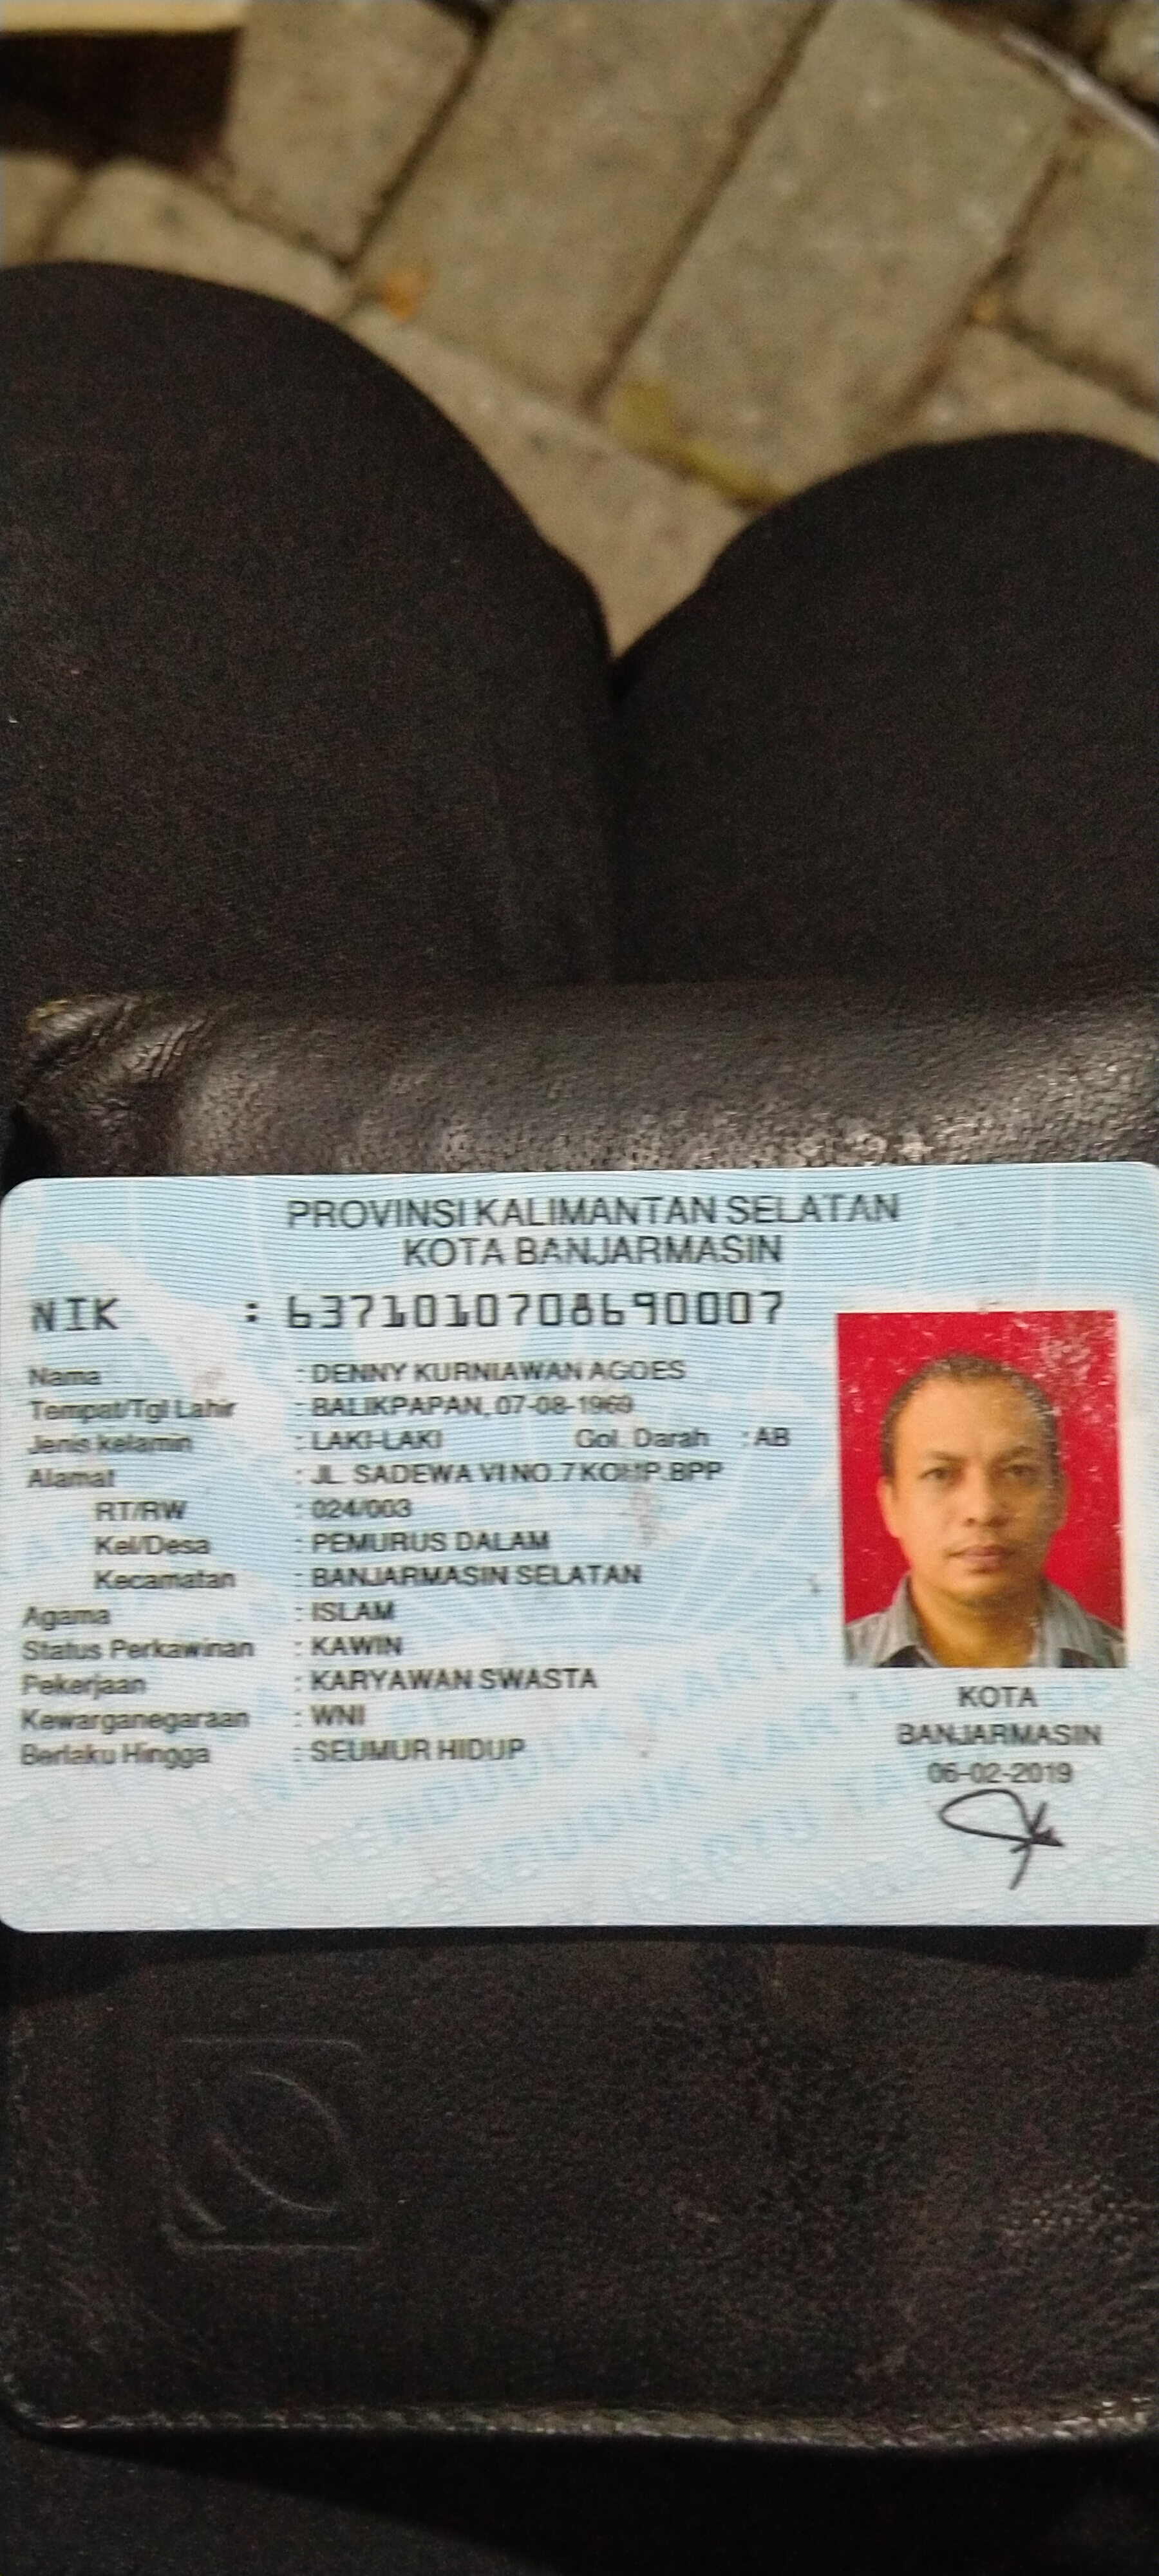 PROVINSI KALIMANTAN SELATAN
KOTA BANJARMASIN
NIK : 6371010708690007
Nama : DENNY KURNIAWAN AGOES
Tempat/Tgl Lahir : BALIKPAPAN, 07-08-1969
Jenis kelamin : LAKI-LAKI Gol. Darah : AB
Alamat : JL. SADEWA VI NO.7 KOMP.BPP
RT/RW : 024/003
Kel/Desa : PEMURUS DALAM
Kecamatan : BANJARMASIN SELATAN
Agama : ISLAM
Status Perkawinan : KAWIN
Pekerjaan : KARYAWAN SWASTA
Kewarganegaraan : WNI
Berlaku Hingga : SEUMUR HIDUP
KOTA
BANJARMASIN
06-02-2019